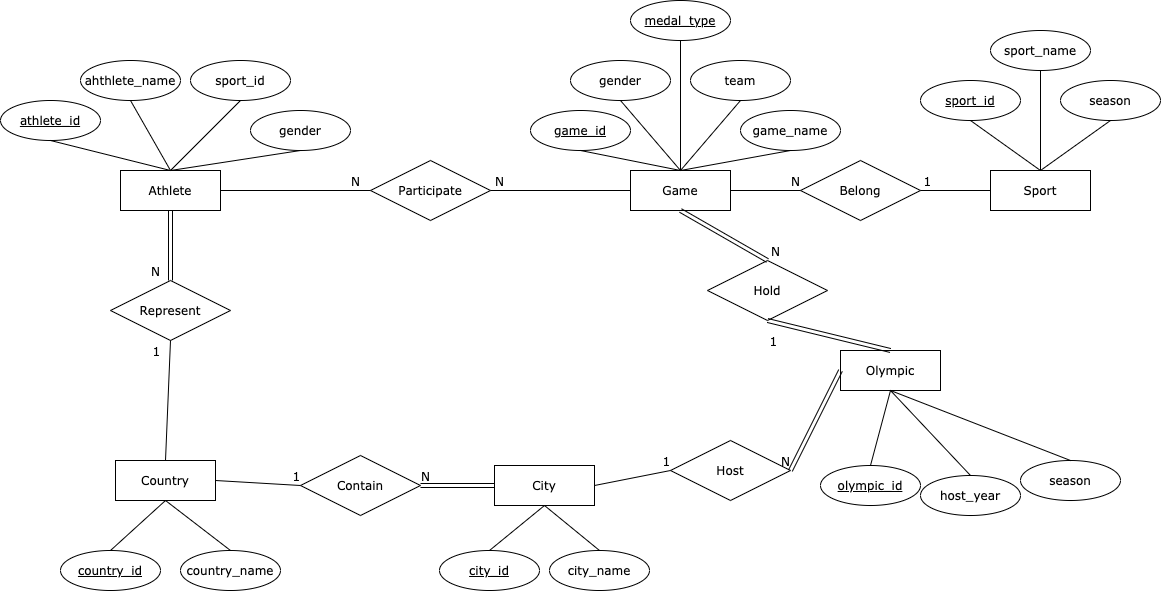 medal_type
sport_name
ahthlete_name
sport_id
gender
team
sport_id
season
athlete_id
gender
game_id
game_name
Athlete
N
Participate
N
Game
N
Belong
1
Sport
N
N
Hold
Represent
1
1
Olympic
Country
1
Contain
N
City
1
Host
N
olympic_id
host_year
season
country_id
country_name
city_id
city_name